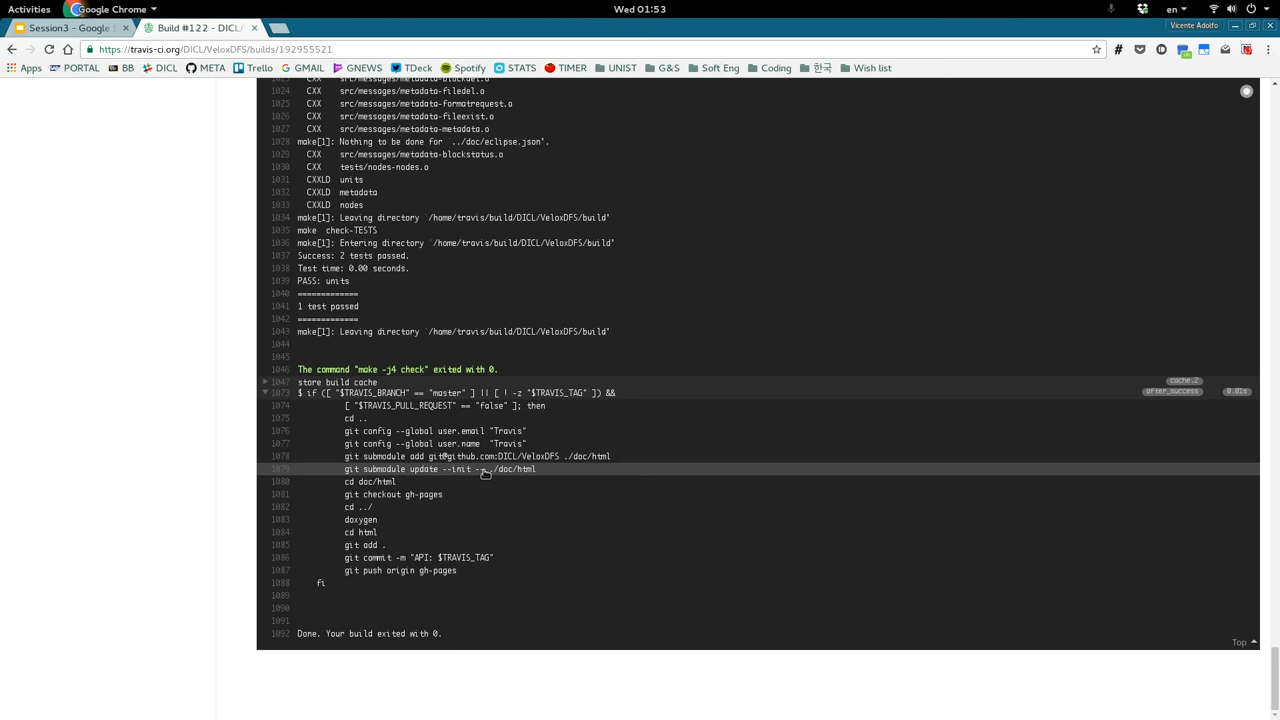 Activities
Google Chrome
Wed 01:53
en
Session3 - Google
Build #122 - DICL/
Vicente Adolfo
https://travis-ci.org/DICL/VeloxDFS/builds/192955521
Apps PORTAL BB DICL META Trello GMAIL GNEWS TDeck Spotify STATS TIMER UNIST G&S Soft Eng Coding 한국 Wish list
1023 CXX src/messages/metadata-blockdel.o
1024 CXX src/messages/metadata-filedel.o
1025 CXX src/messages/metadata-formatrequest.o
1026 CXX src/messages/metadata-fileexist.o
1027 CXX src/messages/metadata-metadata.o
1028 make[1]: Nothing to be done for `../doc/eclipse.json'.
1029 CXX src/messages/metadata-blockstatus.o
1030 CXX tests/nodes-nodes.o
1031 CXXLD units
1032 CXXLD metadata
1033 CXXLD nodes
1034 make[1]: Leaving directory `/home/travis/build/DICL/VeloxDFS/build'
1035 make check-TESTS
1036 make[1]: Entering directory `/home/travis/build/DICL/VeloxDFS/build'
1037 Success: 2 tests passed.
1038 Test time: 0.00 seconds.
1039 PASS: units
1040 =============
1041 1 test passed
1042 =============
1043 make[1]: Leaving directory `/home/travis/build/DICL/VeloxDFS/build'
1044
1045
1046 The command "make -j4 check" exited with 0.
1047 store build cache cache.2
1073 $ if ([ "$TRAVIS_BRANCH" == "master" ] || [ ! -z "$TRAVIS_TAG" ]) && after_success 0.01s
1074 [ "$TRAVIS_PULL_REQUEST" == "false" ]; then
1075 cd ..
1076 git config --global user.email "Travis"
1077 git config --global user.name "Travis"
1078 git submodule add git@github.com:DICL/VeloxDFS ./doc/html
1079 git submodule update --init -- ./doc/html
1080 cd doc/html
1081 git checkout gh-pages
1082 cd ../
1083 doxygen
1084 cd html
1085 git add .
1086 git commit -m "API: $TRAVIS_TAG"
1087 git push origin gh-pages
1088 fi
1089
1090
1091
1092 Done. Your build exited with 0.
Top